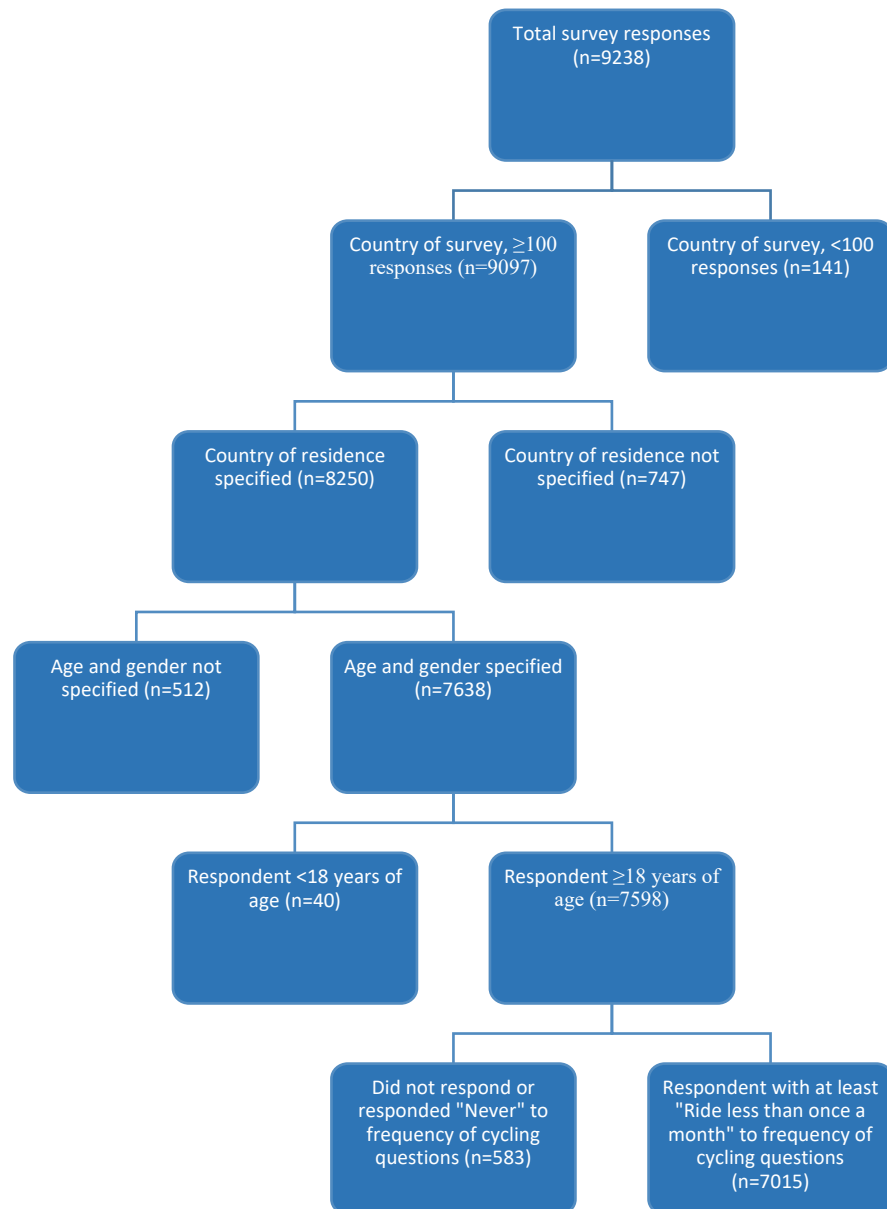 Total survey responses
(n=9238)
Country of survey, ≥100
responses (n=9097)
Country of survey, <100
responses (n=141)
Country of residence
specified (n=8250)
Country of residence not
specified (n=747)
Age and gender not
specified (n=512)
Age and gender specified
(n=7638)
Respondent <18 years of
age (n=40)
Respondent ≥18 years of
age (n=7598)
Did not respond or
responded "Never" to
frequency of cycling
questions (n=583)
Respondent with at least
"Ride less than once a
month" to frequency of
cycling questions
(n=7015)